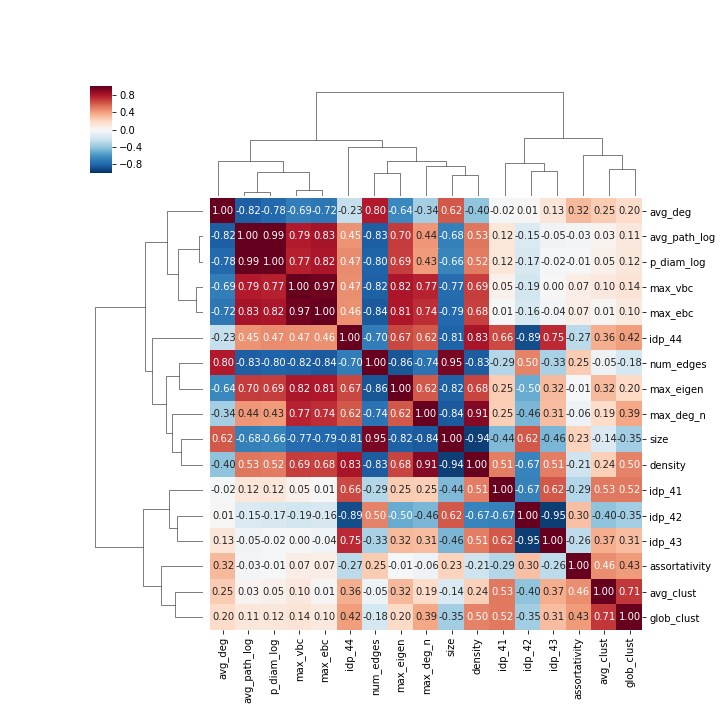 0.8
0.4
0.0
−0.4
−0.8
1.00 -0.82 -0.78 -0.69 -0.72 -0.23 0.80 -0.64 -0.34 0.62 -0.40 -0.02 0.01 0.13 0.32 0.25 0.20 avg_deg
-0.82 1.00 0.99 0.79 0.83 0.45 -0.83 0.70 0.44 -0.68 0.53 0.12 -0.15 -0.05 -0.03 0.03 0.11 avg_path_log
-0.78 0.99 1.00 0.77 0.82 0.47 -0.80 0.69 0.43 -0.66 0.52 0.12 -0.17 -0.02 -0.01 0.05 0.12 p_diam_log
-0.69 0.79 0.77 1.00 0.97 0.47 -0.82 0.82 0.77 -0.77 0.69 0.05 -0.19 0.00 0.07 0.10 0.14 max_vbc
-0.72 0.83 0.82 0.97 1.00 0.46 -0.84 0.81 0.74 -0.79 0.68 0.01 -0.16 -0.04 0.07 0.01 0.10 max_ebc
-0.23 0.45 0.47 0.47 0.46 1.00 -0.70 0.67 0.62 -0.81 0.83 0.66 -0.89 0.75 -0.27 0.36 0.42 idp_44
0.80 -0.83 -0.80 -0.82 -0.84 -0.70 1.00 -0.86 -0.74 0.95 -0.83 -0.29 0.50 -0.33 0.25 -0.05 -0.18 num_edges
-0.64 0.70 0.69 0.82 0.81 0.67 -0.86 1.00 0.62 -0.82 0.68 0.25 -0.50 0.32 -0.01 0.32 0.20 max_eigen
-0.34 0.44 0.43 0.77 0.74 0.62 -0.74 0.62 1.00 -0.84 0.91 0.25 -0.46 0.31 -0.06 0.19 0.39 max_deg_n
0.62 -0.68 -0.66 -0.77 -0.79 -0.81 0.95 -0.82 -0.84 1.00 -0.94 -0.44 0.62 -0.46 0.23 -0.14 -0.35 size
-0.40 0.53 0.52 0.69 0.68 0.83 -0.83 0.68 0.91 -0.94 1.00 0.51 -0.67 0.51 -0.21 0.24 0.50 density
-0.02 0.12 0.12 0.05 0.01 0.66 -0.29 0.25 0.25 -0.44 0.51 1.00 -0.67 0.62 -0.29 0.53 0.52 idp_41
0.01 -0.15 -0.17 -0.19 -0.16 -0.89 0.50 -0.50 -0.46 0.62 -0.67 -0.67 1.00 -0.95 0.30 -0.40 -0.35 idp_42
0.13 -0.05 -0.02 0.00 -0.04 0.75 -0.33 0.32 0.31 -0.46 0.51 0.62 -0.95 1.00 -0.26 0.37 0.31 idp_43
0.32 -0.03 -0.01 0.07 0.07 -0.27 0.25 -0.01 -0.06 0.23 -0.21 -0.29 0.30 -0.26 1.00 0.46 0.43 assortativity
0.25 0.03 0.05 0.10 0.01 0.36 -0.05 0.32 0.19 -0.14 0.24 0.53 -0.40 0.37 0.46 1.00 0.71 avg_clust
0.20 0.11 0.12 0.14 0.10 0.42 -0.18 0.20 0.39 -0.35 0.50 0.52 -0.35 0.31 0.43 0.71 1.00 glob_clust
avg_deg
avg_path_log
p_diam_log
max_vbc
max_ebc
idp_44
num_edges
max_eigen
max_deg_n
size
density
idp_41
idp_42
idp_43
assortativity
avg_clust
glob_clust